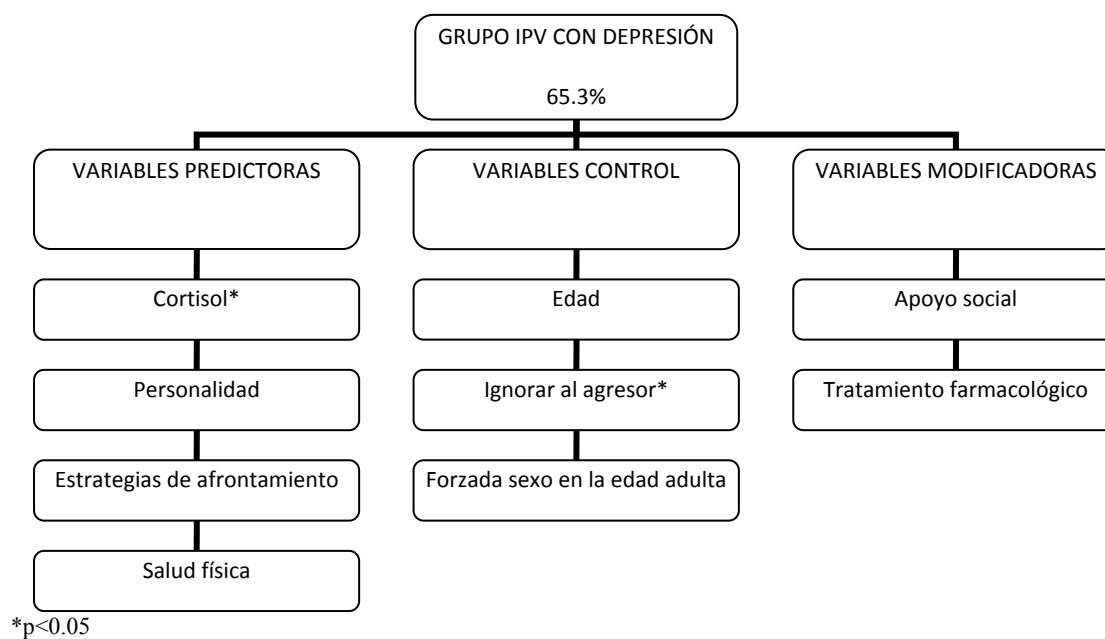 GRUPO IPV CON DEPRESIÓN
65.3%
VARIABLES PREDICTORAS
VARIABLES CONTROL
VARIABLES MODIFICADORAS
Cortisol*
Edad
Apoyo social
Personalidad
Ignorar al agresor*
Tratamiento farmacológico
Estrategias de afrontamiento
Forzada sexo en la edad adulta
Salud física
*p<0.05